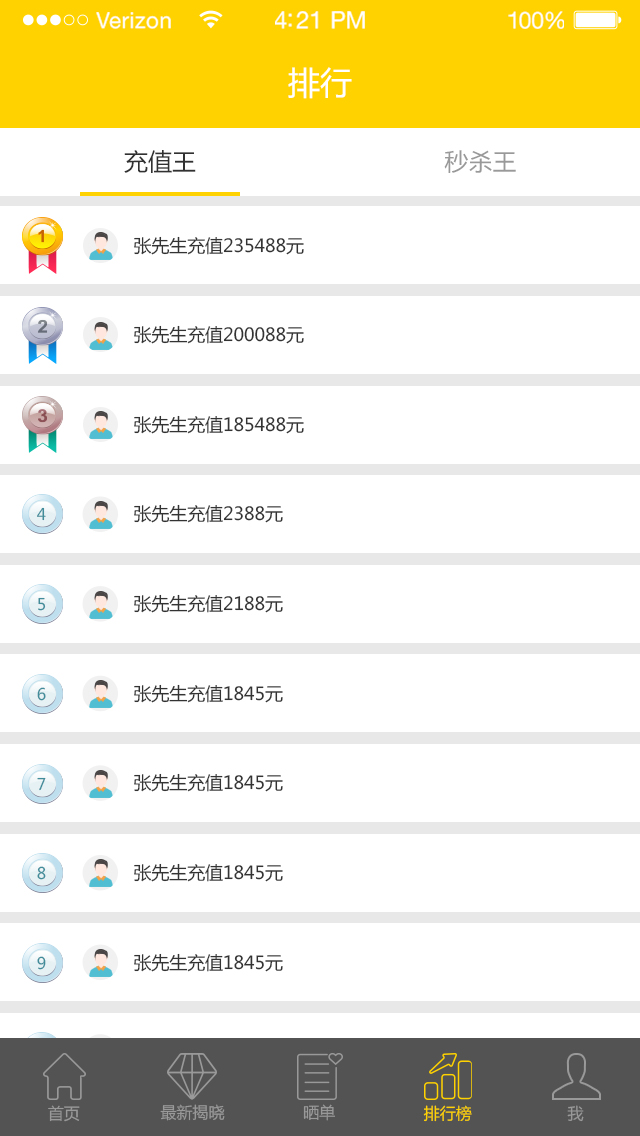 Verizon 4:21 PM 100%
排行
充值王 秒杀王
1 张先生充值235488元
2 张先生充值200088元
3 张先生充值185488元
4 张先生充值2388元
5 张先生充值2188元
6 张先生充值1845元
7 张先生充值1845元
8 张先生充值1845元
9 张先生充值1845元
首页 最新揭晓 晒单 排行榜 我